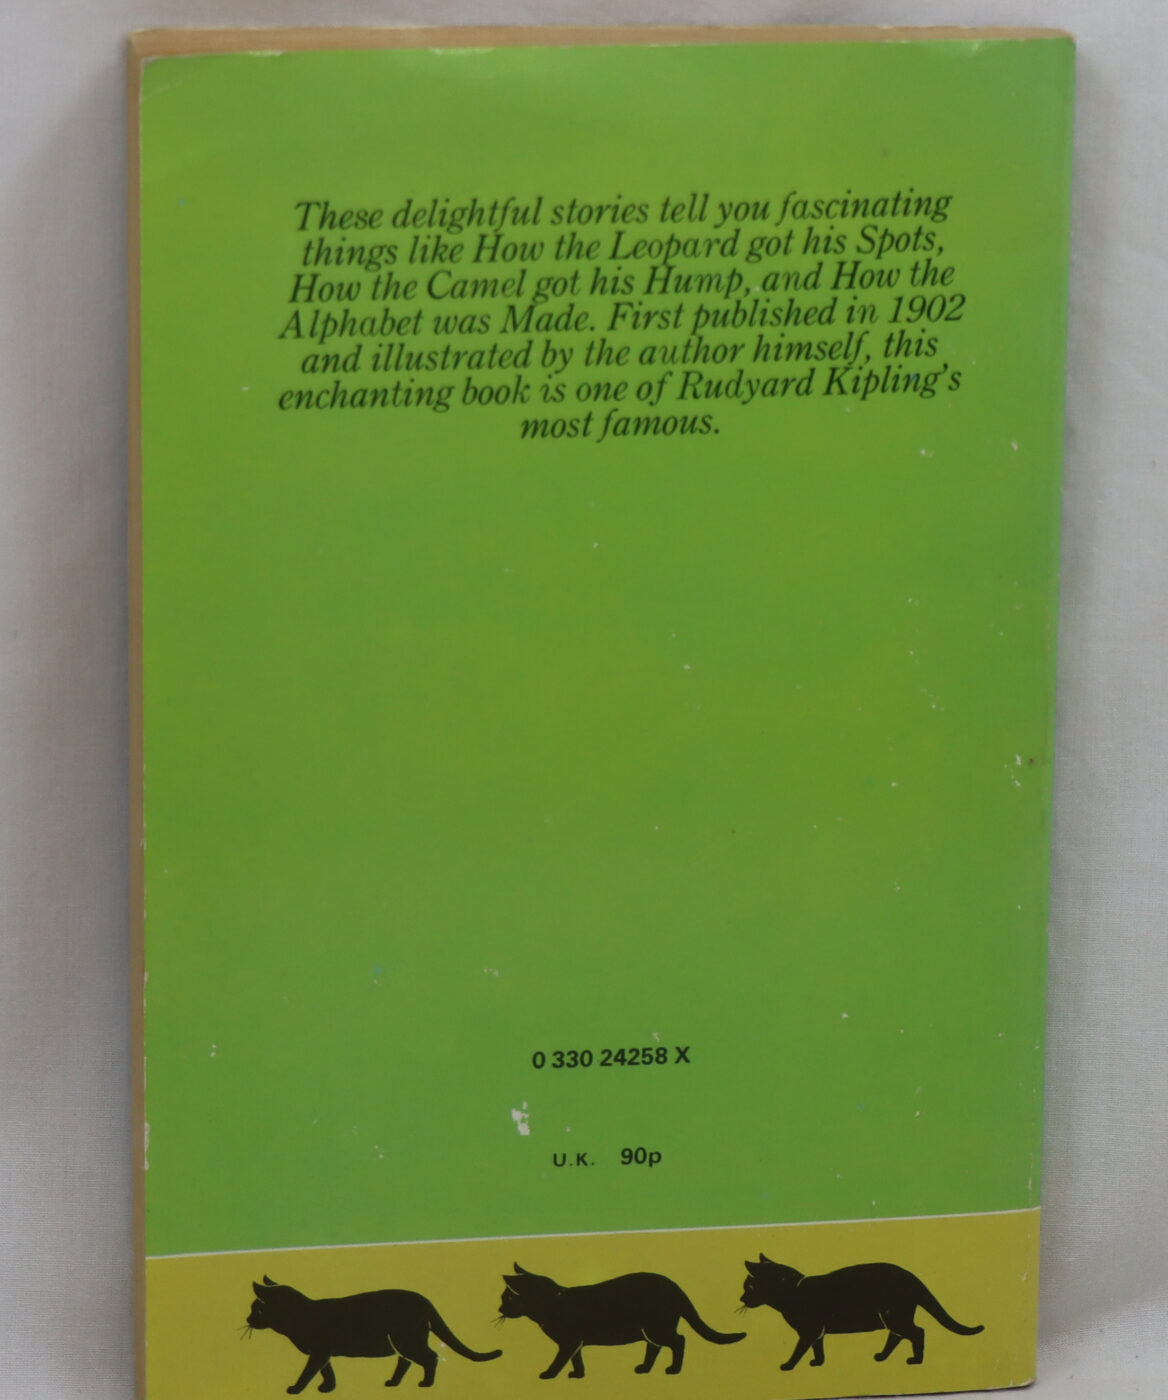 These delightful stories tell you fascinating
things like How the Leopard got his Spots,
How the Camel got his Hump, and How the
Alphabet was Made. First published in 1902
and illustrated by the author himself, this
enchanting book is one of Rudyard Kipling's
most famous.
0 330 24258 X
U.K. 90p